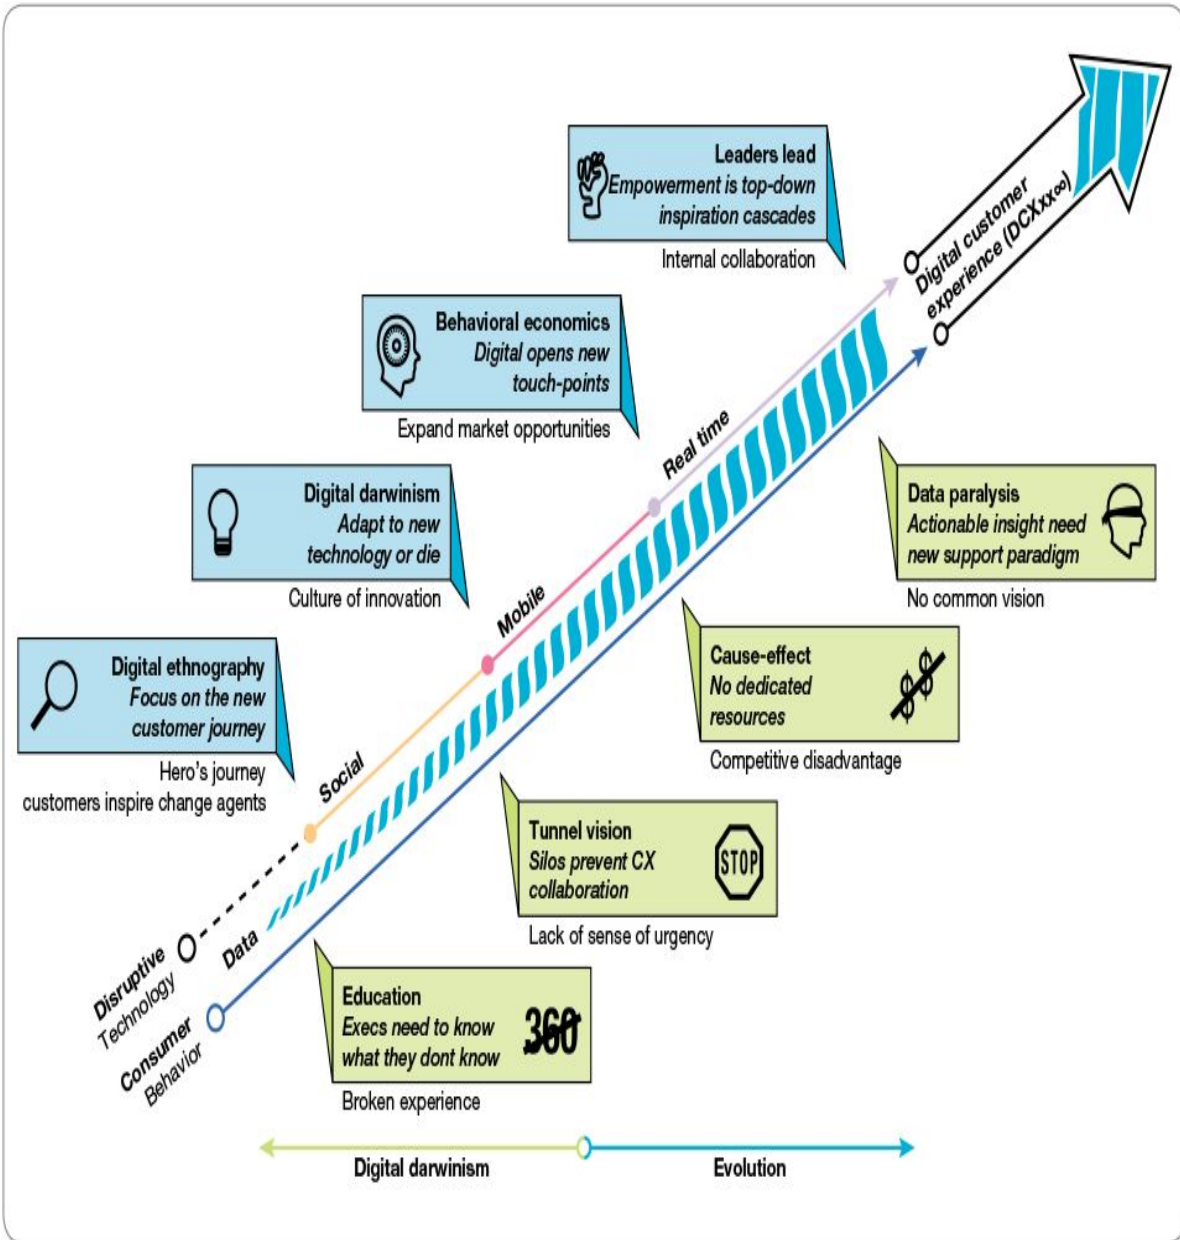 Leaders lead
Empowerment is top-down
inspiration cascades
Internal collaboration
Digital customer
experience (DCXxx∞)
Behavioral economics
Digital opens new
touch-points
Expand market opportunities
Real time
Digital darwinism
Adapt to new
technology or die
Culture of innovation
Data paralysis
Actionable insight need
new support paradigm
No common vision
Mobile
Digital ethnography
Focus on the new
customer journey
Hero's journey
customers inspire change agents
Cause-effect
No dedicated
resources
$$
Competitive disadvantage
Social
Tunnel vision
Silos prevent CX
collaboration
STOP
Lack of sense of urgency
Data
Disruptive
Technology
Consumer
Behavior
Education
Execs need to know
what they dont know
360
Broken experience
Digital darwinism
Evolution